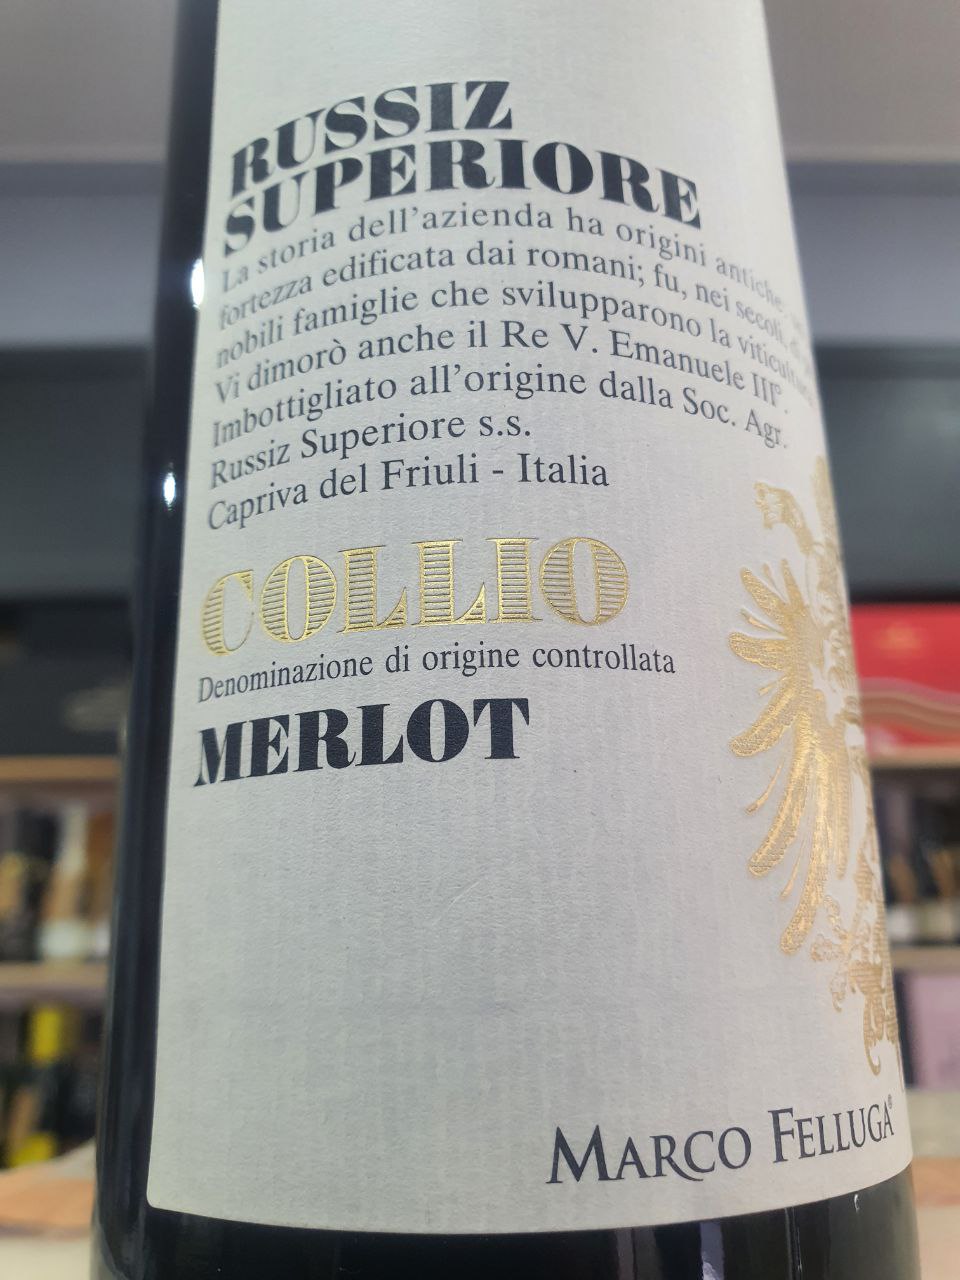 RUSSIZ
SUPERIORE
La storia dell'azienda ha origini antiche,
fortezza edificata dai romani; fu, nei secoli, di
nobili famiglie che svilupparono la viticultura
Vi dimorò anche il Re V. Emanuele III°.
Imbottigliato all'origine dalla Soc. Agr.
Russiz Superiore s.s.
Capriva del Friuli - Italia
COLLIO
Denominazione di origine controllata
MERLOT
MARCO FELLUGA®